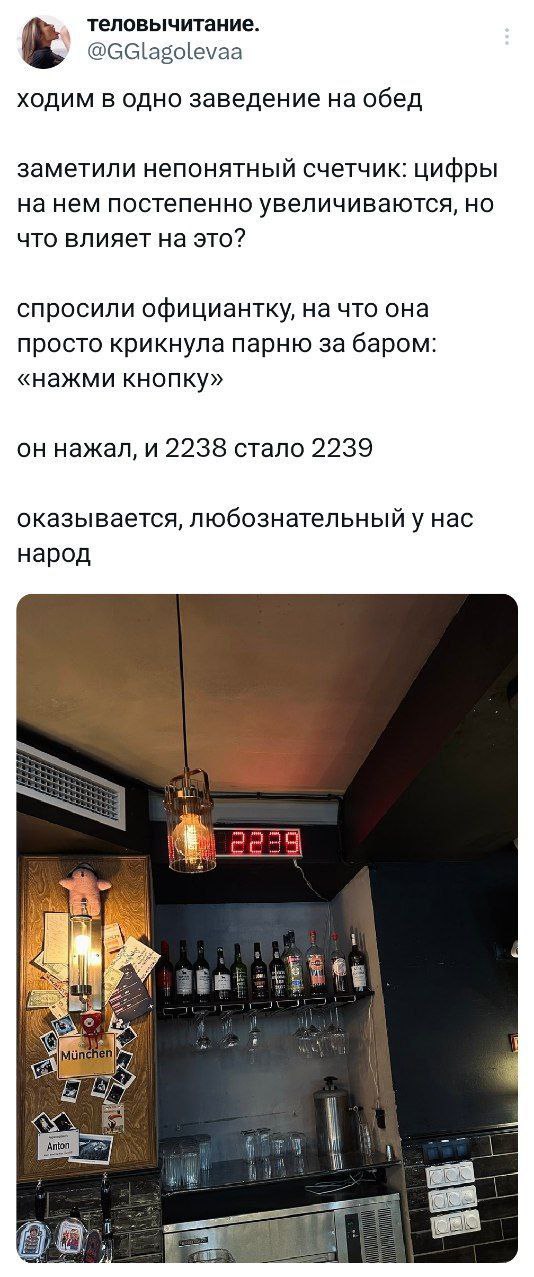 теловычитание.
@GGlagolevaa
ходим в одно заведение на обед
заметили непонятный счетчик: цифры
на нем постепенно увеличиваются, но
что влияет на это?
спросили официантку, на что она
просто крикнула парню за баром:
«нажми кнопку»
он нажал, и 2238 стало 2239
оказывается, любознательный у нас
народ
2239
München
Anton